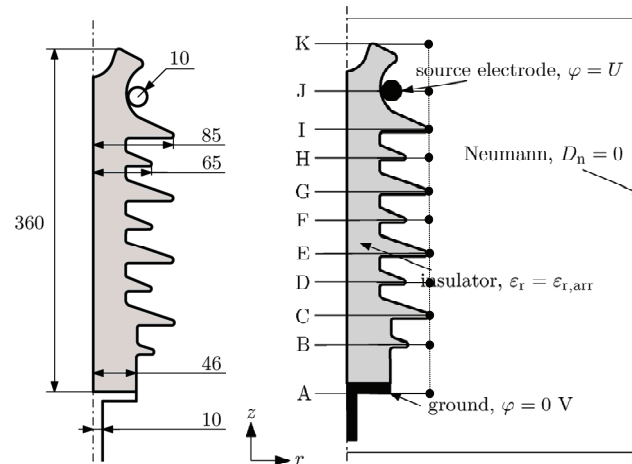 10
85
65
360
46
10
z
r
K
J
I
H
G
F
E
D
C
B
A
source electrode, φ = U
Neumann, Dₙ = 0
insulator, εᵣ = εᵣ,ₐᵣᵣ
ground, φ = 0 V